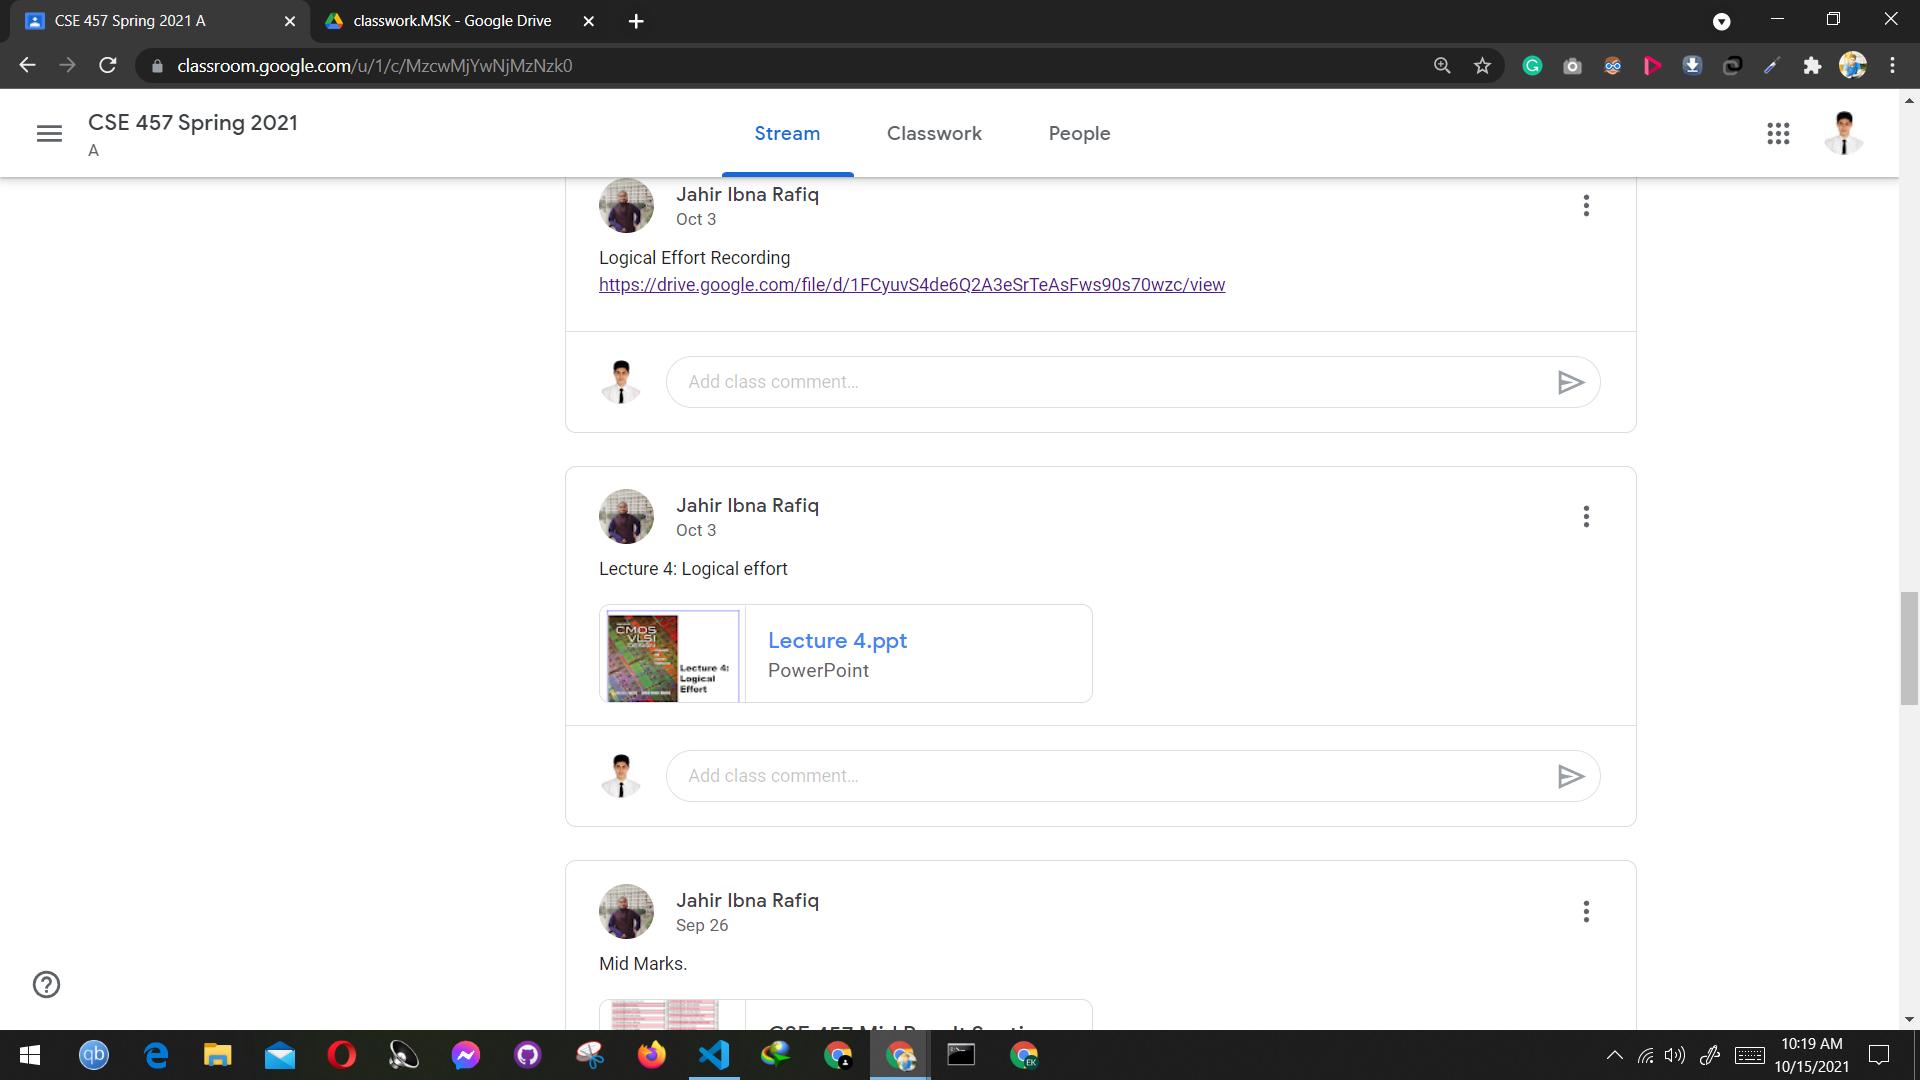 CSE 457 Spring 2021 A
classwork.MSK - Google Drive
classroom.google.com/u/1/c/MzcwMjYwNjMzNzk0
CSE 457 Spring 2021
A
Stream
Classwork
People
Jahir Ibna Rafiq
Oct 3
Logical Effort Recording
https://drive.google.com/file/d/1FCyuvS4de6Q2A3eSrTeAsFws90s70wzc/view
Add class comment...
Jahir Ibna Rafiq
Oct 3
Lecture 4: Logical effort
CMOS
VLSI
DESIGN
Lecture 4:
Logical
Effort
Lecture 4.ppt
PowerPoint
Add class comment...
Jahir Ibna Rafiq
Sep 26
Mid Marks.
qb
EK
10:19 AM
10/15/2021